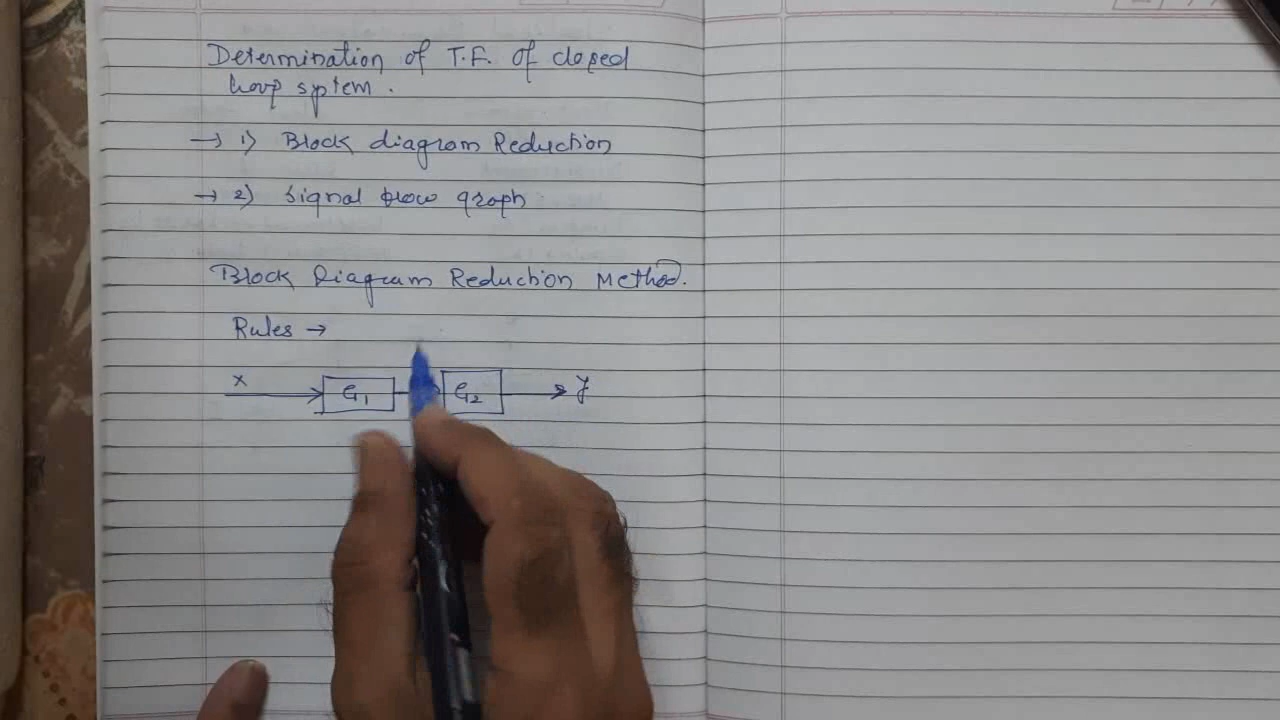 Determination of T.F. of closed
loop system.
→ 1) Block diagram Reduction
→ 2) Signal flow graph
Block Diagram Reduction Method.
Rules →
x G₁ G₂ y